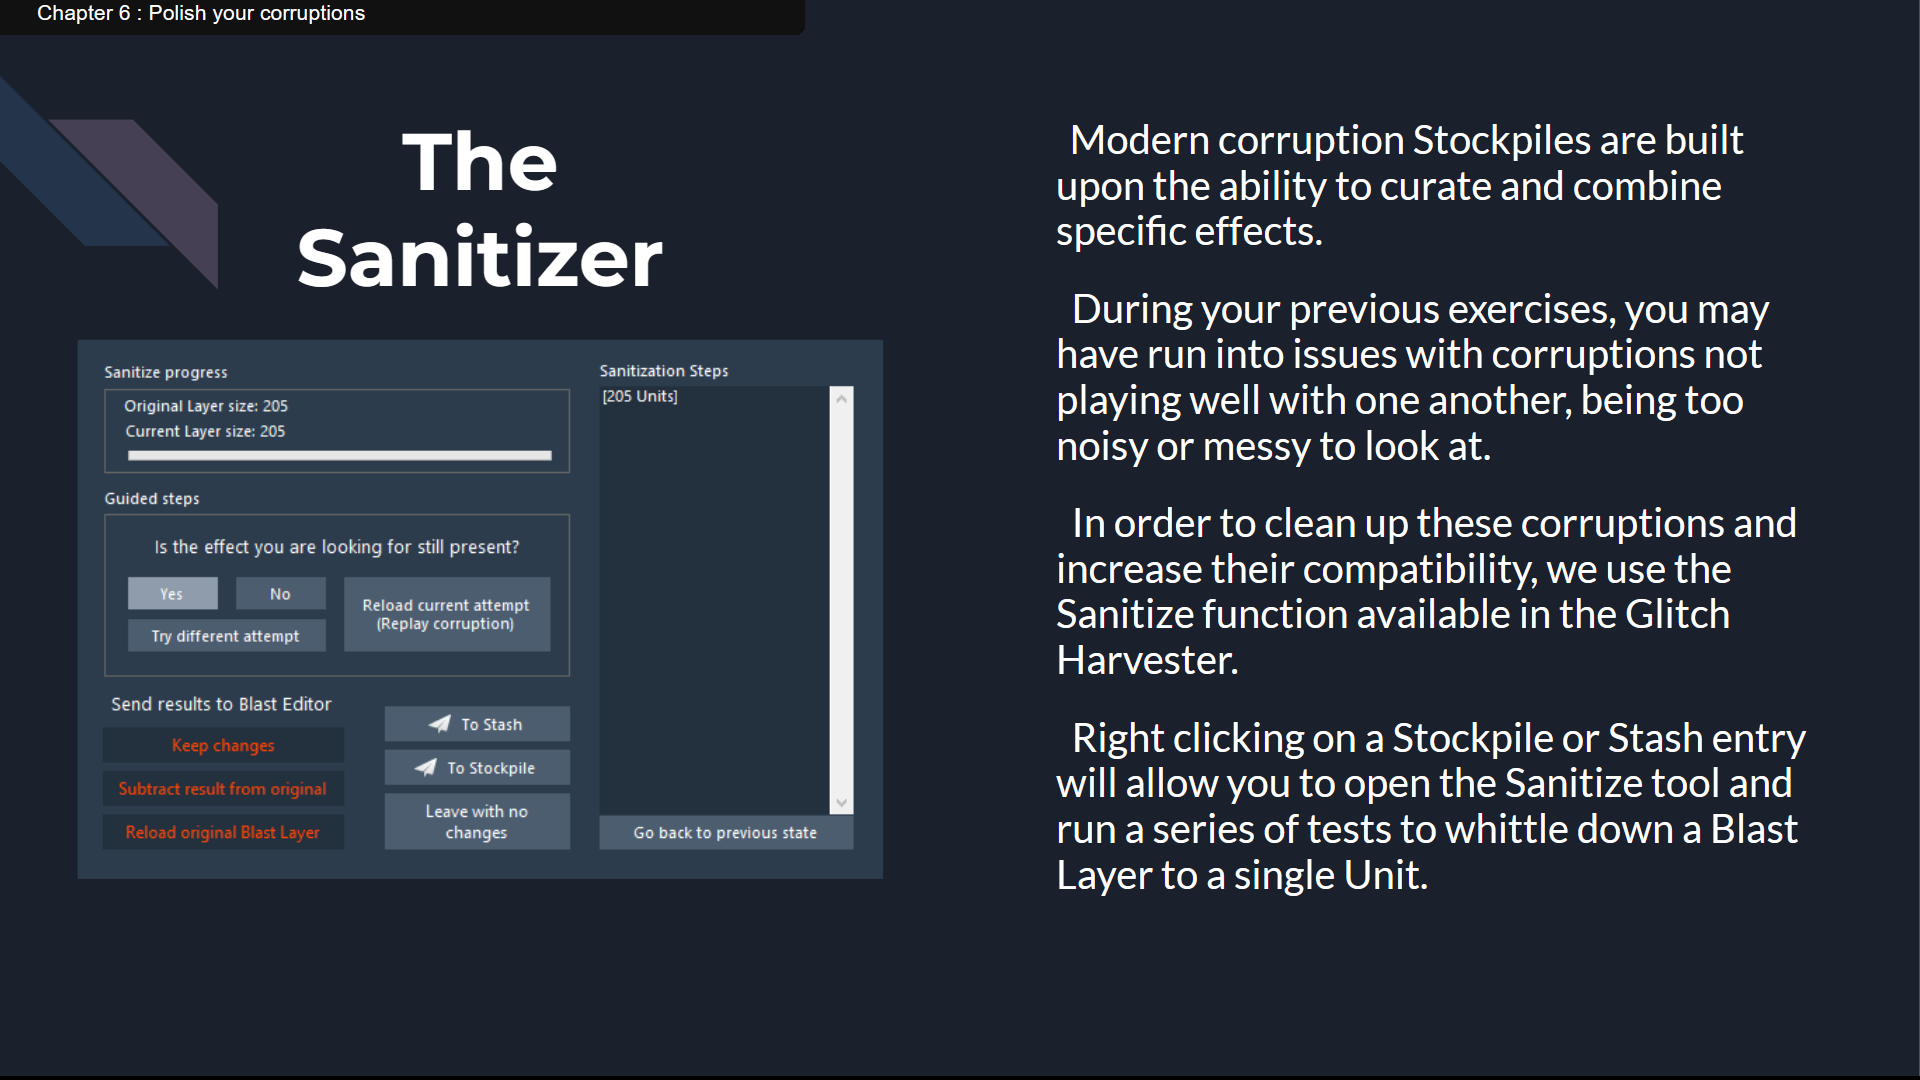 Chapter 6 : Polish your corruptions
The
Sanitizer
Sanitize progress
Original Layer size: 205
Current Layer size: 205
Guided steps
Is the effect you are looking for still present?
Yes
No
Try different attempt
Reload current attempt
(Replay corruption)
Send results to Blast Editor
Keep changes
Subtract result from original
Reload original Blast Layer
To Stash
To Stockpile
Leave with no
changes
Sanitization Steps
[205 Units]
Go back to previous state
Modern corruption Stockpiles are built
upon the ability to curate and combine
specific effects.
During your previous exercises, you may
have run into issues with corruptions not
playing well with one another, being too
noisy or messy to look at.
In order to clean up these corruptions and
increase their compatibility, we use the
Sanitize function available in the Glitch
Harvester.
Right clicking on a Stockpile or Stash entry
will allow you to open the Sanitize tool and
run a series of tests to whittle down a Blast
Layer to a single Unit.